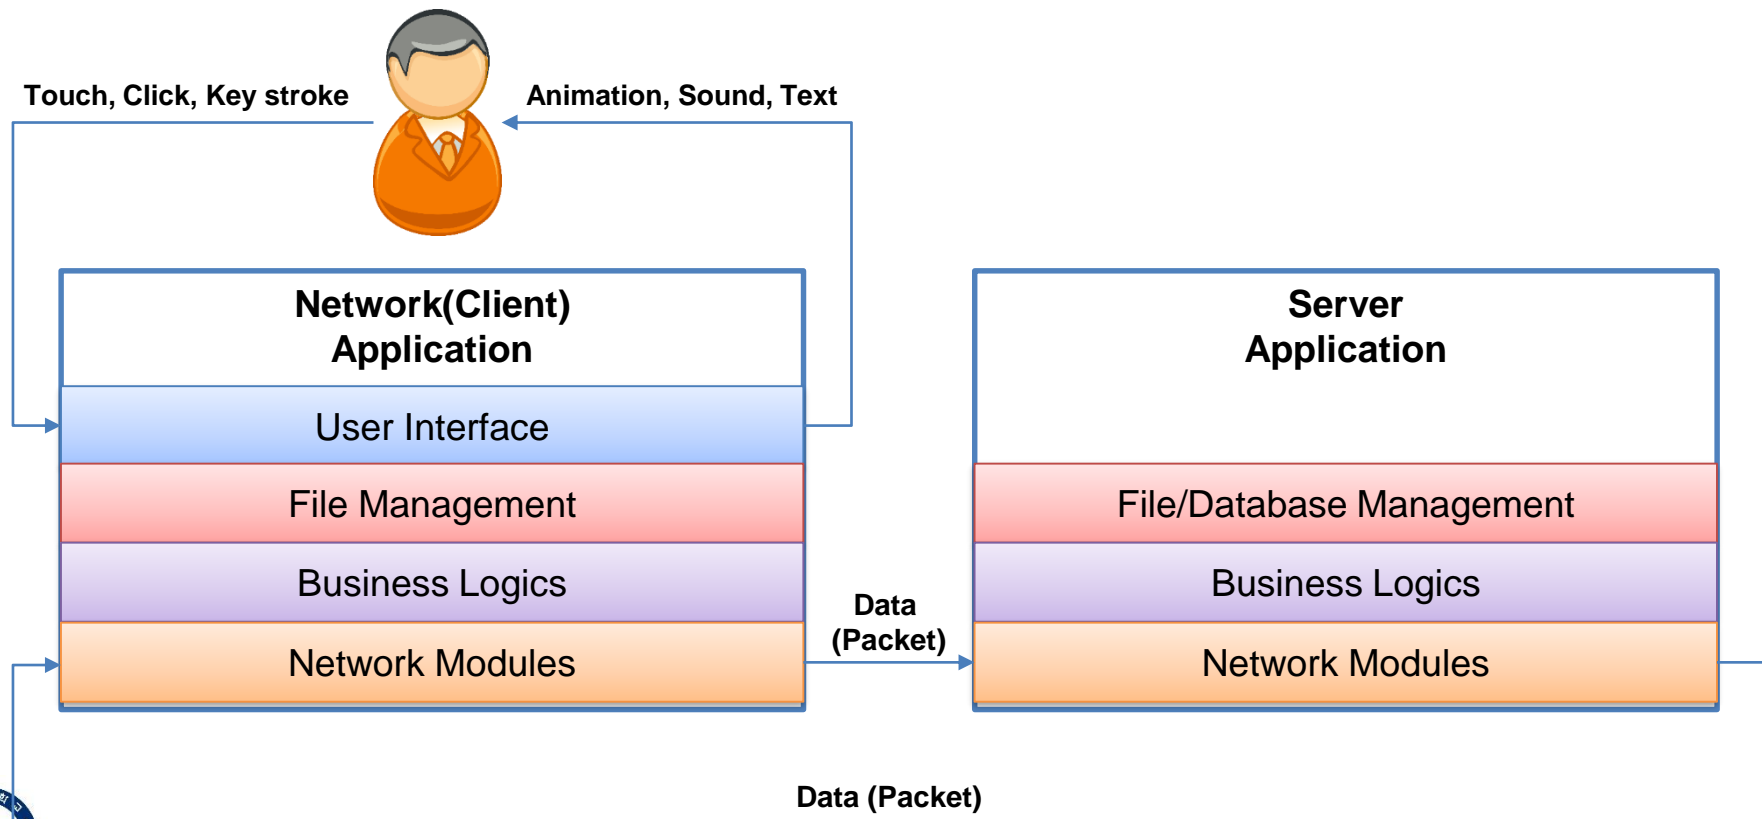 Touch, Click, Key stroke
Animation, Sound, Text
Network(Client)
Application
User Interface
File Management
Business Logics
Network Modules
Data
(Packet)
Server
Application
File/Database Management
Business Logics
Network Modules
Data (Packet)